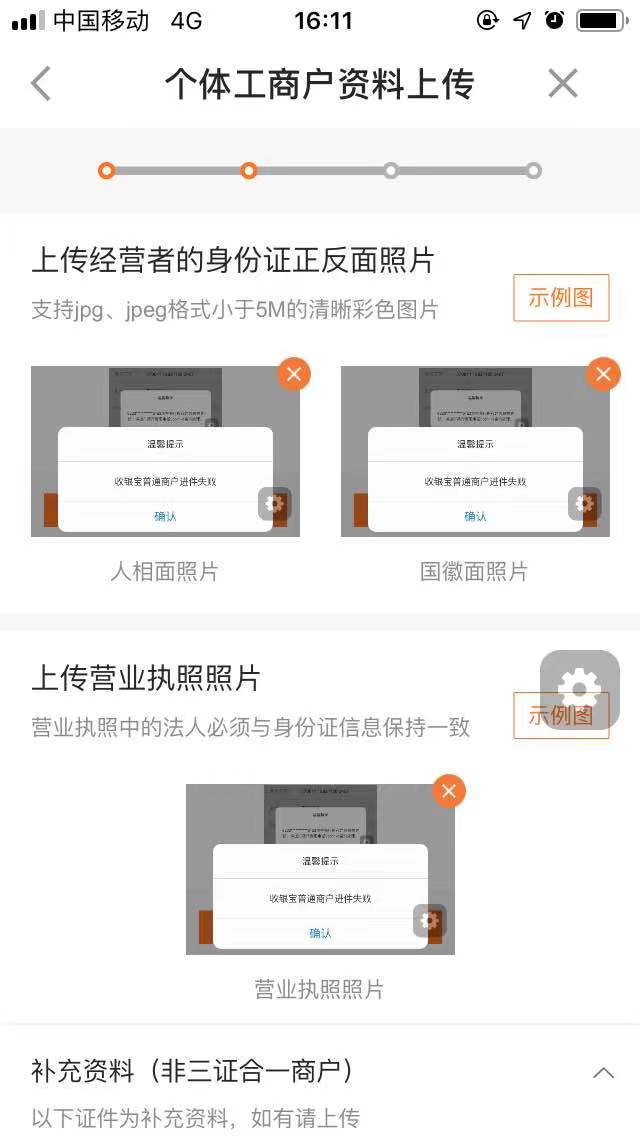 中国移动 4G 16:11
个体工商户资料上传
上传经营者的身份证正反面照片
支持jpg、jpeg格式小于5M的清晰彩色图片
示例图
温馨提示
收银宝普通商户进件失败
确认
温馨提示
收银宝普通商户进件失败
确认
人相面照片
国徽面照片
上传营业执照照片
营业执照中的法人必须与身份证信息保持一致
示例图
温馨提示
收银宝普通商户进件失败
确认
营业执照照片
补充资料（非三证合一商户）
以下证件为补充资料，如有请上传